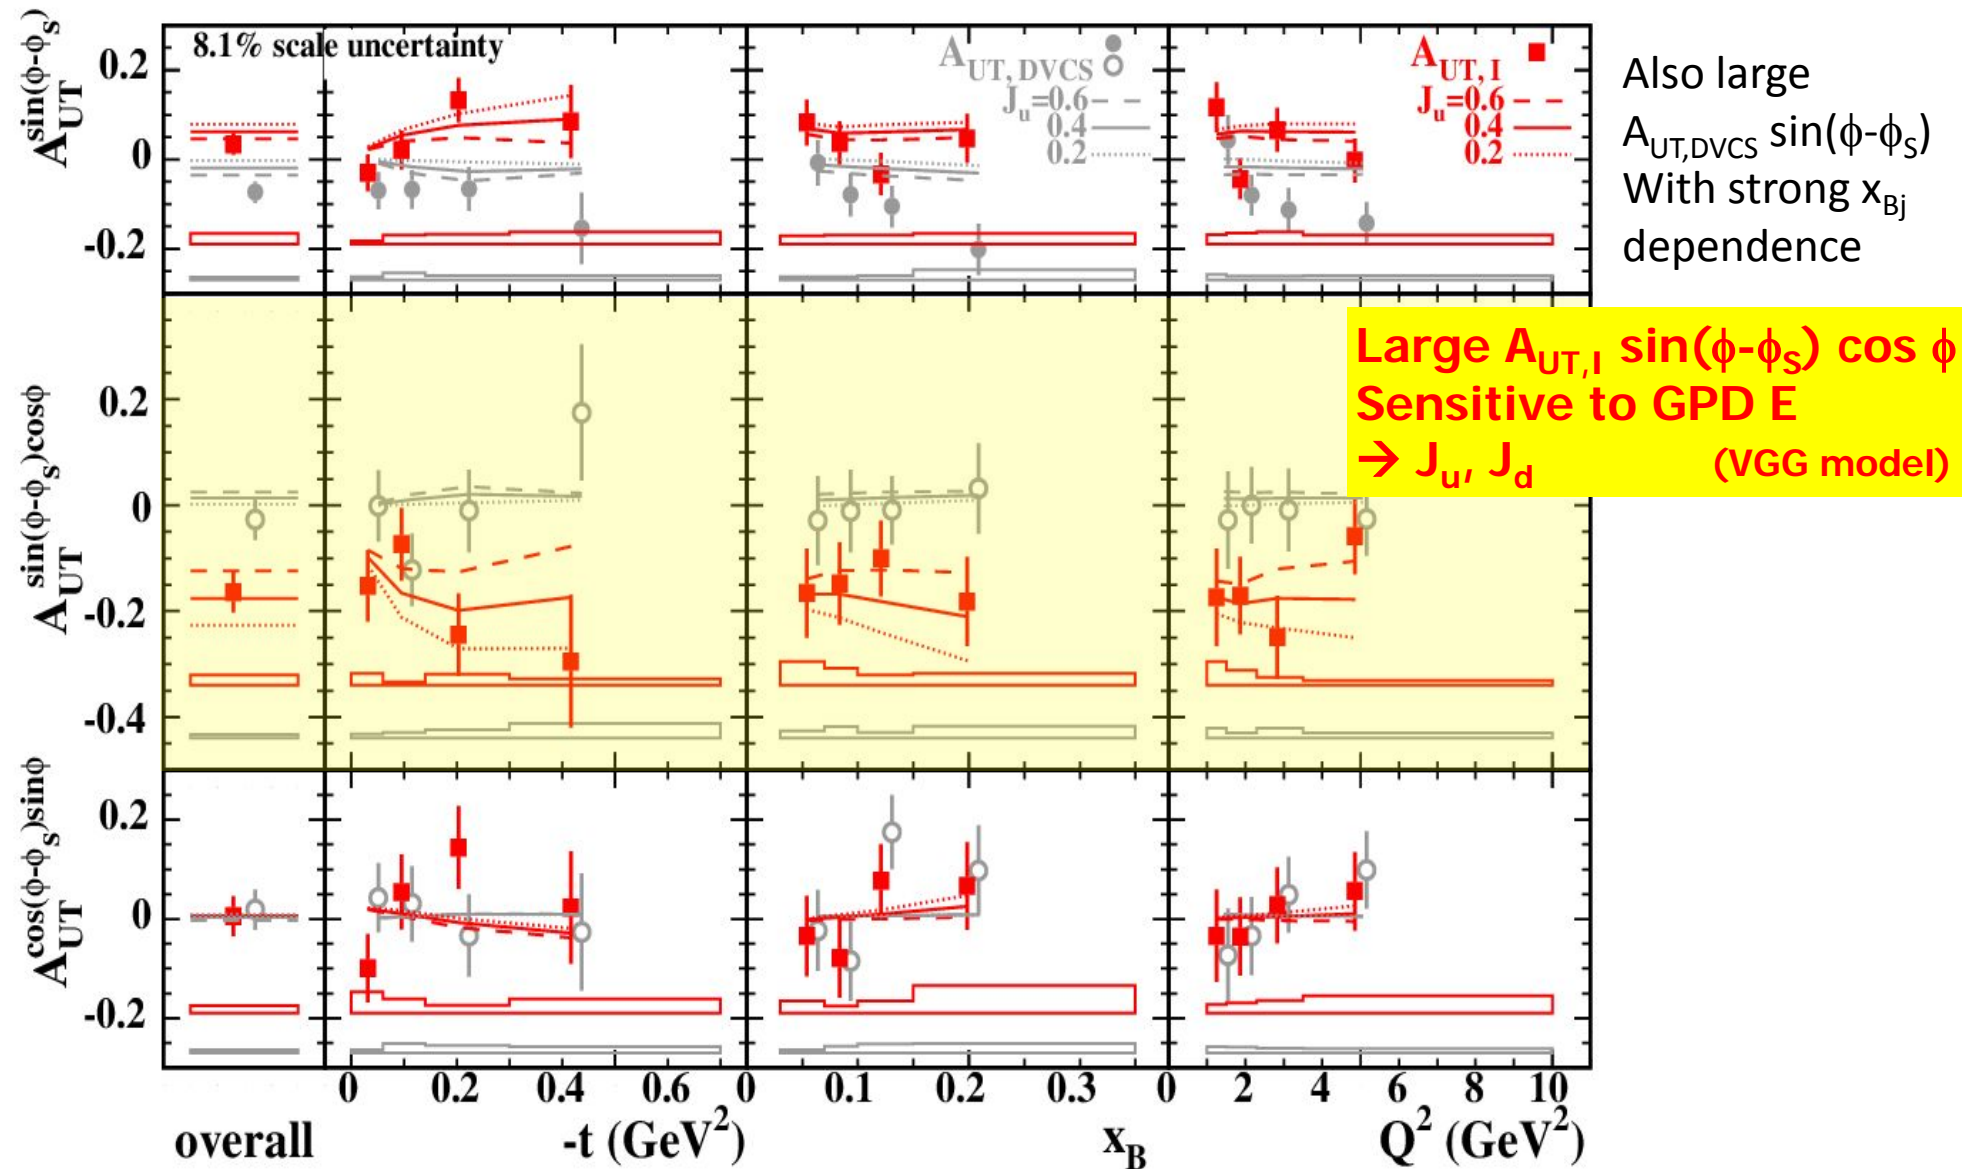 8.1% scale uncertainty
A_UT^sin(ϕ-ϕ_S)
0.2
0
-0.2
A_UT,DVCS
J_u=0.6
0.4
0.2
A_UT,I
J_u=0.6
0.4
0.2
Also large
A_UT,DVCS sin(ϕ-ϕ_S)
With strong x_Bj
dependence
Large A_UT,I sin(ϕ-ϕ_S) cos ϕ
Sensitive to GPD E
→ J_u, J_d (VGG model)
A_UT^sin(ϕ-ϕ_S)cosϕ
0.2
0
-0.2
-0.4
A_UT^cos(ϕ-ϕ_S)sinϕ
0.2
0
-0.2
0 0.2 0.4 0.6 0 0.1 0.2 0.3 0 2 4 6 8 10
overall -t (GeV²) x_B Q² (GeV²)